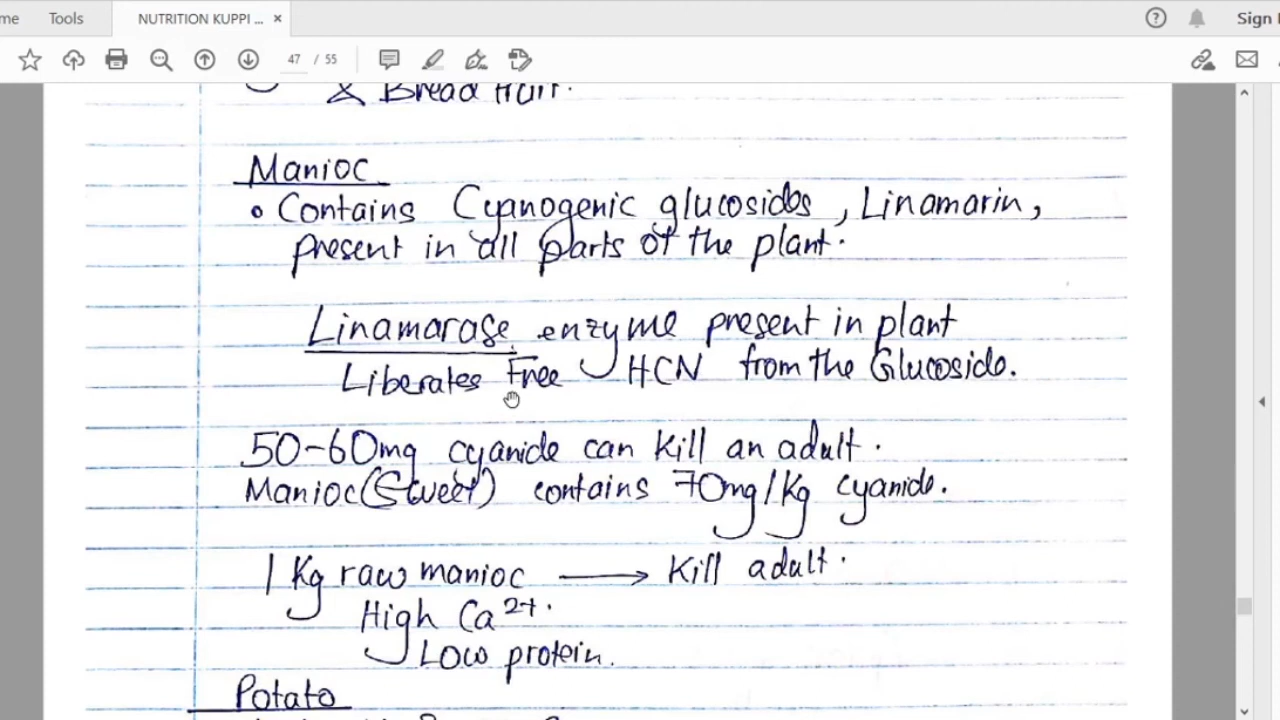 me Tools NUTRITION KUPPI ... × Sign
47 / 55
& Bread fruit.
Manioc
• Contains Cyanogenic glucosides, Linamarin,
present in all parts of the plant.
Linamarase enzyme present in plant
Liberates Free HCN from the Glucoside.
50-60mg cyanide can kill an adult.
Manioc (Sweet) contains 70mg/kg cyanide.
1 Kg raw manioc → Kill adult.
High Ca²⁺.
Low protein.
Potato